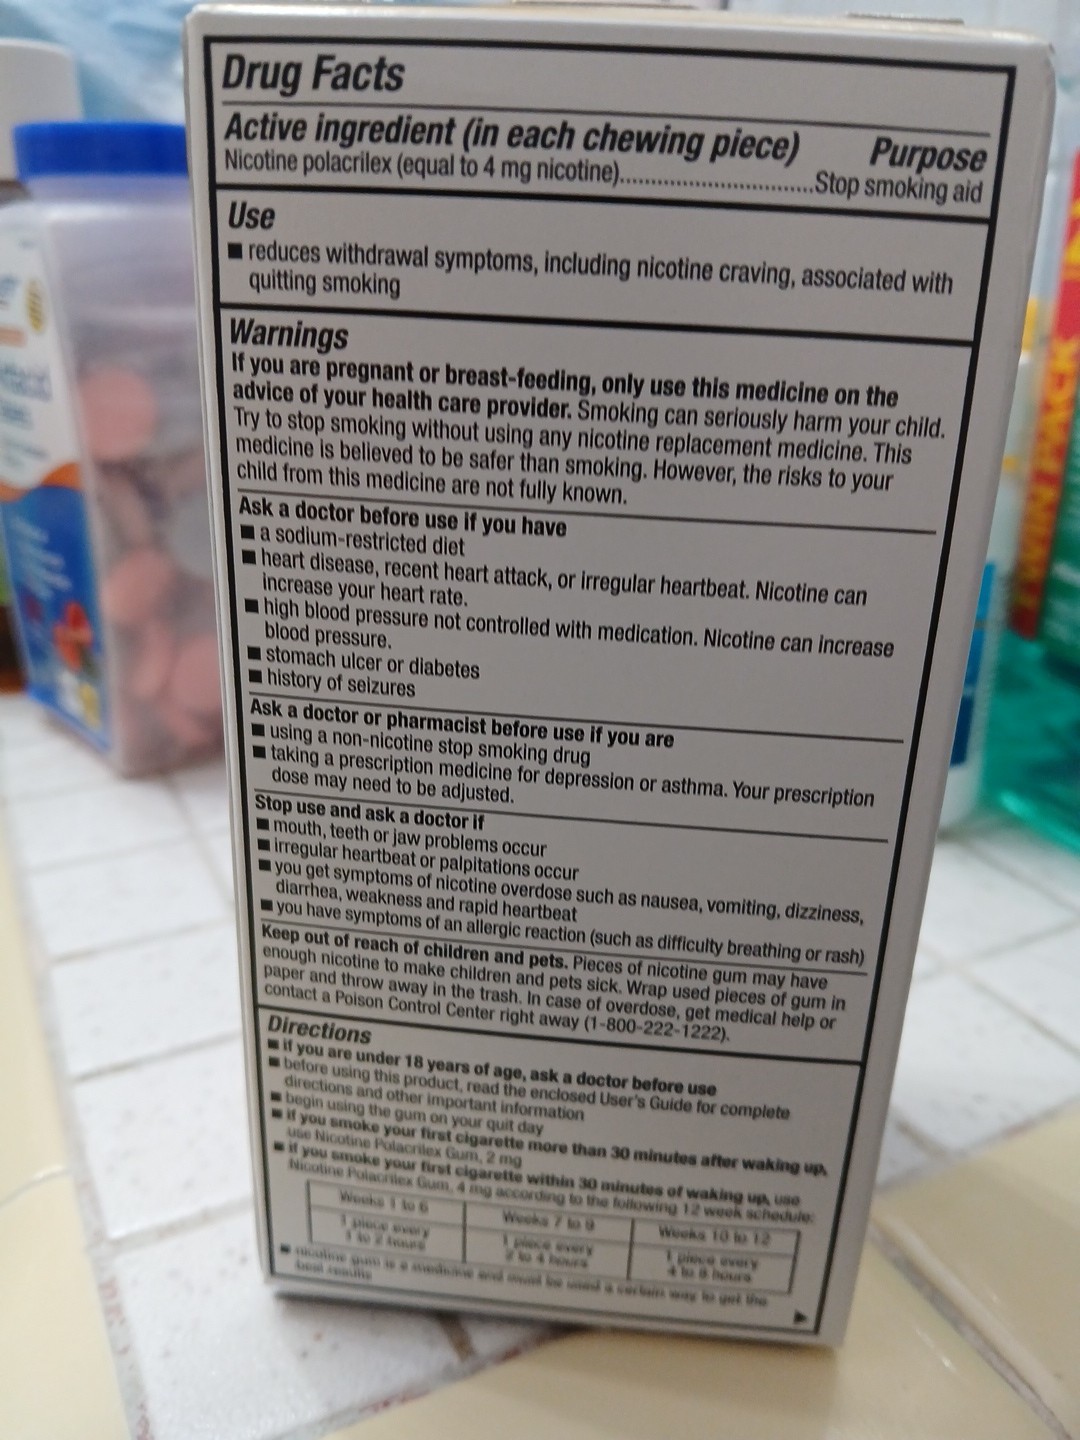 Drug Facts
Active ingredient (in each chewing piece) Purpose
Nicotine polacrilex (equal to 4 mg nicotine)..............................Stop smoking aid
Use
■ reduces withdrawal symptoms, including nicotine craving, associated with
quitting smoking
Warnings
If you are pregnant or breast-feeding, only use this medicine on the
advice of your health care provider. Smoking can seriously harm your child.
Try to stop smoking without using any nicotine replacement medicine. This
medicine is believed to be safer than smoking. However, the risks to your
child from this medicine are not fully known.
Ask a doctor before use if you have
■ a sodium-restricted diet
■ heart disease, recent heart attack, or irregular heartbeat. Nicotine can
increase your heart rate.
■ high blood pressure not controlled with medication. Nicotine can increase
blood pressure.
■ stomach ulcer or diabetes
■ history of seizures
Ask a doctor or pharmacist before use if you are
■ using a non-nicotine stop smoking drug
■ taking a prescription medicine for depression or asthma. Your prescription
dose may need to be adjusted.
Stop use and ask a doctor if
■ mouth, teeth or jaw problems occur
■ irregular heartbeat or palpitations occur
■ you get symptoms of nicotine overdose such as nausea, vomiting, dizziness,
diarrhea, weakness and rapid heartbeat
■ you have symptoms of an allergic reaction (such as difficulty breathing or rash)
Keep out of reach of children and pets. Pieces of nicotine gum may have
enough nicotine to make children and pets sick. Wrap used pieces of gum in
paper and throw away in the trash. In case of overdose, get medical help or
contact a Poison Control Center right away (1-800-222-1222).
Directions
■ if you are under 18 years of age, ask a doctor before use
■ before using this product, read the enclosed User's Guide for complete
directions and other important information
■ begin using the gum on your quit day
■ if you smoke your first cigarette more than 30 minutes after waking up,
use Nicotine Polacrilex Gum, 2 mg
■ if you smoke your first cigarette within 30 minutes of waking up, use
Nicotine Polacrilex Gum, 4 mg according to the following 12 week schedule:
Weeks 1 to 6 Weeks 7 to 9 Weeks 10 to 12
1 piece every 1 piece every 1 piece every
1 to 2 hours 2 to 4 hours 4 to 8 hours
■ nicotine gum is a medicine and must be used a certain way to get the
best results
TWIN PACK